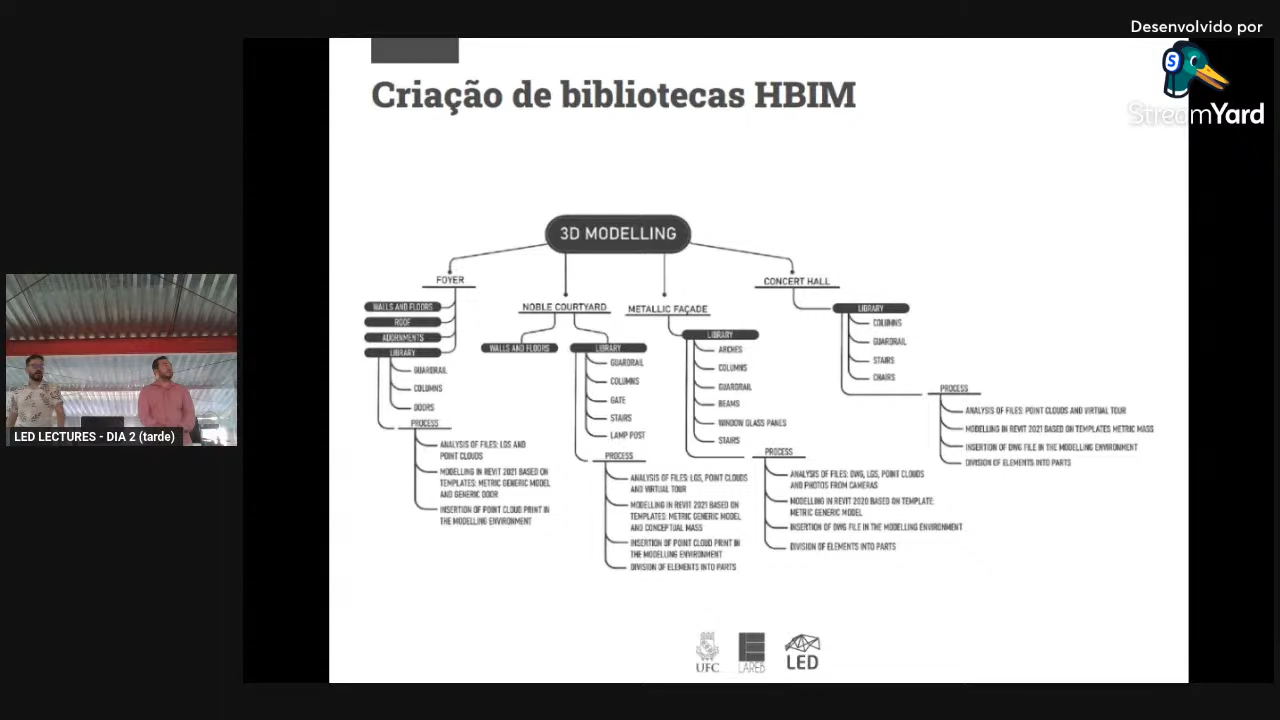 Desenvolvido por
S
StreamYard
Criação de bibliotecas HBIM
3D MODELLING
FOYER
WALLS AND FLOORS
ROOF
ADORNMENTS
LIBRARY
GUARDRAIL
COLUMNS
DOORS
PROCESS
ANALYSIS OF FILES: LGS AND
POINT CLOUDS
MODELLING IN REVIT 2021 BASED ON
TEMPLATES: METRIC GENERIC MODEL
AND GENERIC DOOR
INSERTION OF POINT CLOUD PRINT IN
THE MODELLING ENVIRONMENT
NOBLE COURTYARD
WALLS AND FLOORS
LIBRARY
GUARDRAIL
COLUMNS
GATE
STAIRS
LAMP POST
PROCESS
ANALYSIS OF FILES: LGS, POINT CLOUDS
AND VIRTUAL TOUR
MODELLING IN REVIT 2021 BASED ON
TEMPLATES: METRIC GENERIC MODEL
AND CONCEPTUAL MASS
INSERTION OF POINT CLOUD PRINT IN
THE MODELLING ENVIRONMENT
DIVISION OF ELEMENTS INTO PARTS
METALLIC FAÇADE
LIBRARY
ARCHES
COLUMNS
GUARDRAIL
BEAMS
WINDOW GLASS PANES
STAIRS
PROCESS
ANALYSIS OF FILES: DWG, LGS, POINT CLOUDS
AND PHOTOS FROM CAMERAS
MODELLING IN REVIT 2020 BASED ON TEMPLATE:
METRIC GENERIC MODEL
INSERTION OF DWG FILE IN THE MODELLING ENVIRONMENT
DIVISION OF ELEMENTS INTO PARTS
CONCERT HALL
LIBRARY
COLUMNS
GUARDRAIL
STAIRS
CHAIRS
PROCESS
ANALYSIS OF FILES: POINT CLOUDS AND VIRTUAL TOUR
MODELLING IN REVIT 2021 BASED ON TEMPLATES METRIC MASS
INSERTION OF DWG FILE IN THE MODELLING ENVIRONMENT
DIVISION OF ELEMENTS INTO PARTS
LED LECTURES - DIA 2 (tarde)
UFC
LAREB
LED